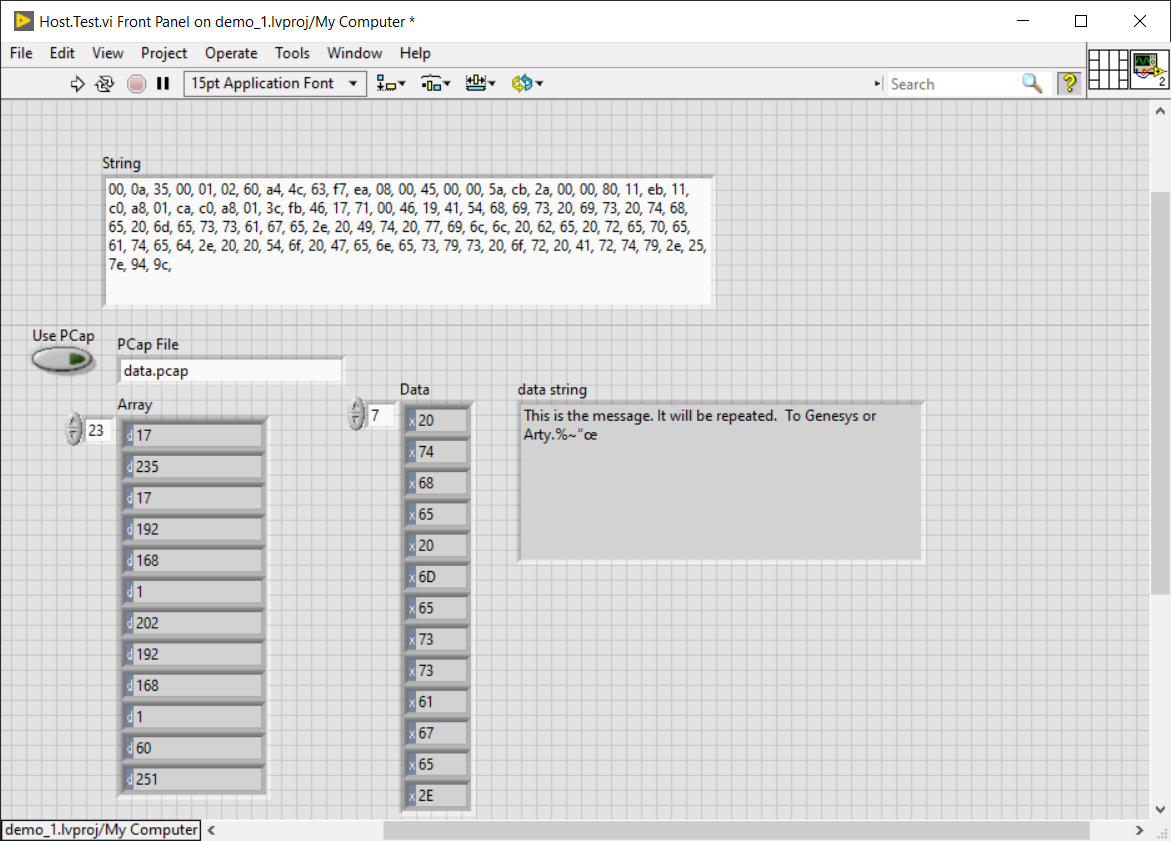 Host.Test.vi Front Panel on demo_1.lvproj/My Computer *
File Edit View Project Operate Tools Window Help
15pt Application Font
Search
?
2
String
00, 0a, 35, 00, 01, 02, 60, a4, 4c, 63, f7, ea, 08, 00, 45, 00, 00, 5a, cb, 2a, 00, 00, 80, 11, eb, 11,
c0, a8, 01, ca, c0, a8, 01, 3c, fb, 46, 17, 71, 00, 46, 19, 41, 54, 68, 69, 73, 20, 69, 73, 20, 74, 68,
65, 20, 6d, 65, 73, 73, 61, 67, 65, 2e, 20, 49, 74, 20, 77, 69, 6c, 6c, 20, 62, 65, 20, 72, 65, 70, 65,
61, 74, 65, 64, 2e, 20, 20, 54, 6f, 20, 47, 65, 6e, 65, 73, 79, 73, 20, 6f, 72, 20, 41, 72, 74, 79, 2e, 25,
7e, 94, 9c,
Use PCap
PCap File
data.pcap
Array
23
d 17
d 235
d 17
d 192
d 168
d 1
d 202
d 192
d 168
d 1
d 60
d 251
Data
7
x 20
x 74
x 68
x 65
x 20
x 6D
x 65
x 73
x 73
x 61
x 67
x 65
x 2E
data string
This is the message. It will be repeated.  To Genesys or
Arty.%~”œ
demo_1.lvproj/My Computer